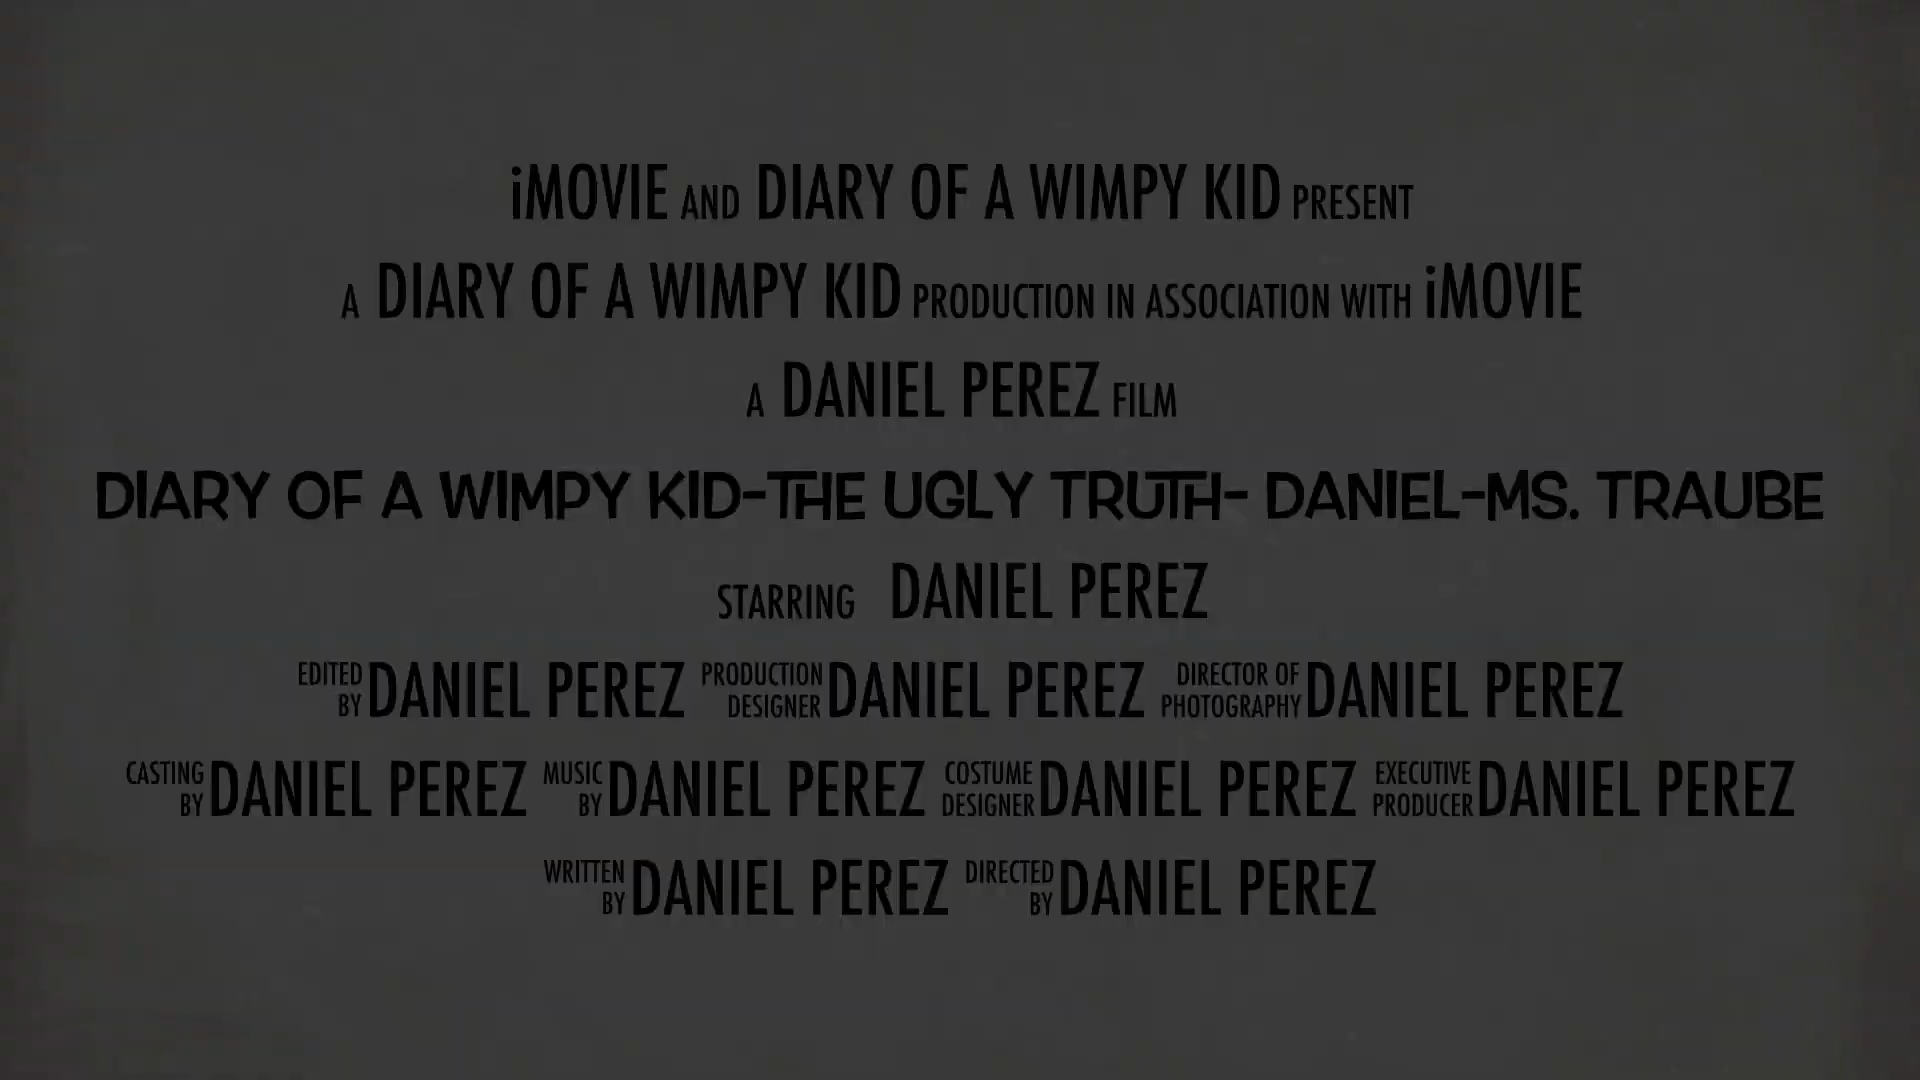 iMOVIE AND DIARY OF A WIMPY KID PRESENT
A DIARY OF A WIMPY KID PRODUCTION IN ASSOCIATION WITH iMOVIE
A DANIEL PEREZ FILM
DIARY OF A WIMPY KID-THE UGLY TRUTH- DANIEL-MS. TRAUBE
STARRING DANIEL PEREZ
EDITED BY DANIEL PEREZ PRODUCTION DESIGNER DANIEL PEREZ DIRECTOR OF PHOTOGRAPHY DANIEL PEREZ
CASTING BY DANIEL PEREZ MUSIC BY DANIEL PEREZ COSTUME DESIGNER DANIEL PEREZ EXECUTIVE PRODUCER DANIEL PEREZ
WRITTEN BY DANIEL PEREZ DIRECTED BY DANIEL PEREZ